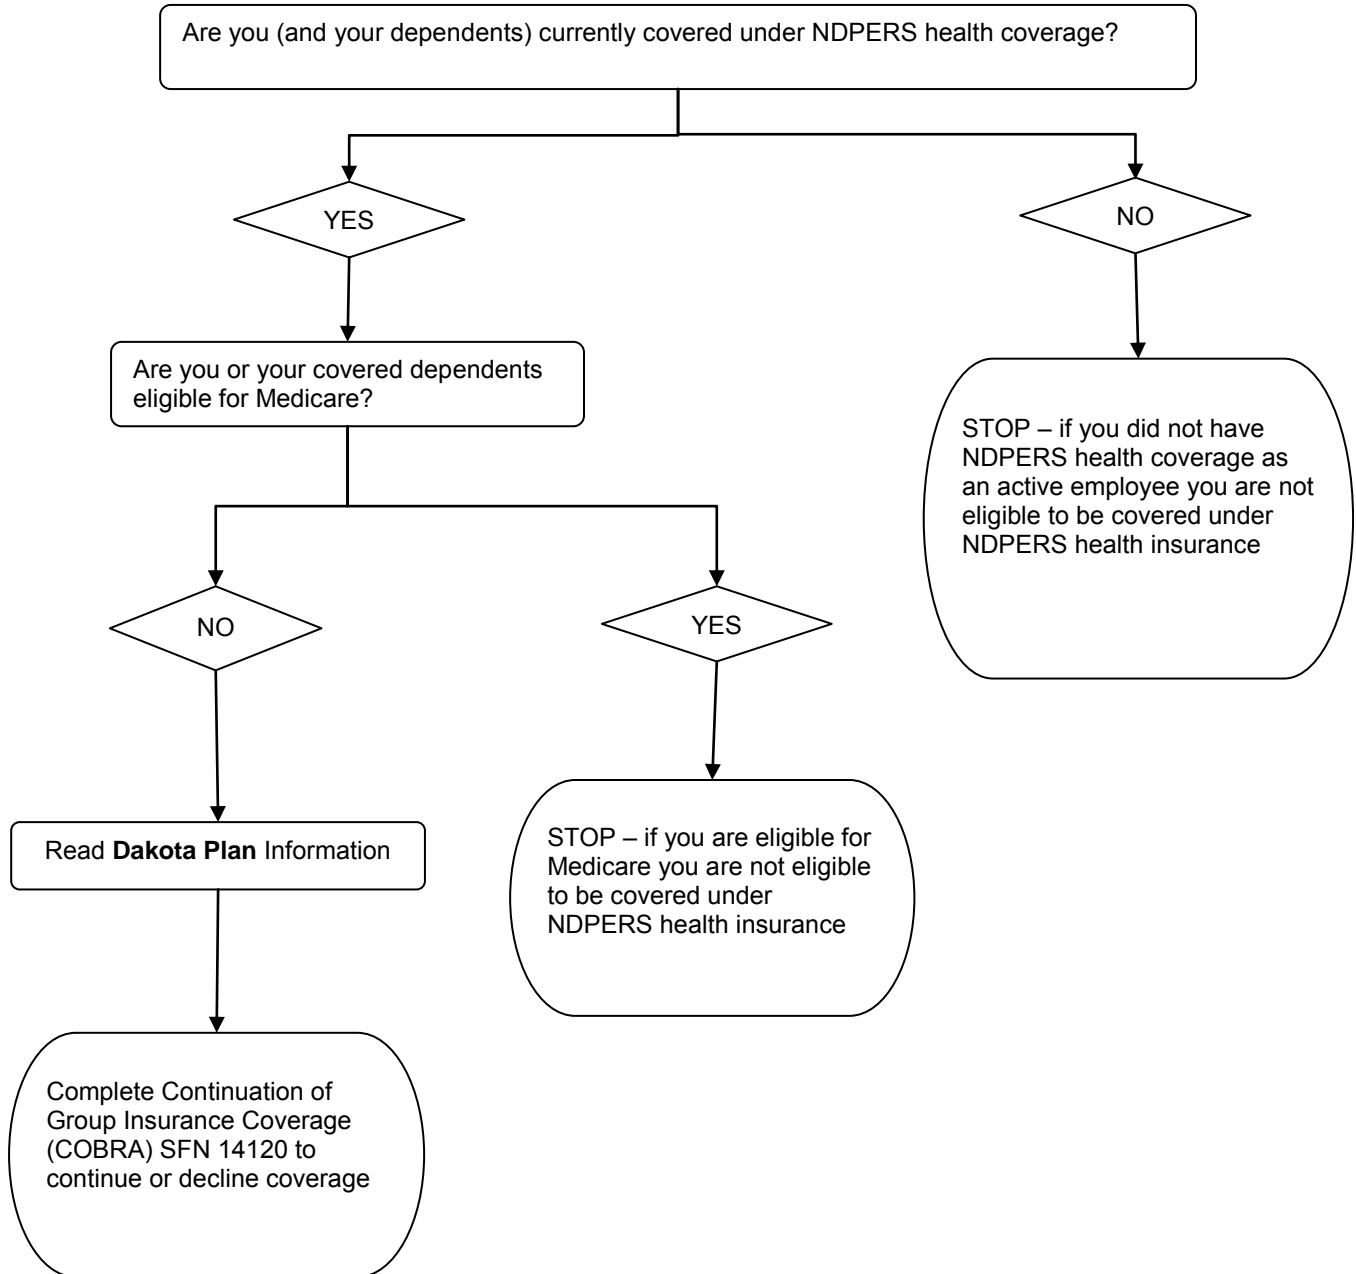 Are you (and your dependents) currently covered under NDPERS health coverage?
YES
NO
Are you or your covered dependents
eligible for Medicare?
STOP – if you did not have
NDPERS health coverage as
an active employee you are not
eligible to be covered under
NDPERS health insurance
NO
YES
Read Dakota Plan Information
STOP – if you are eligible for
Medicare you are not eligible
to be covered under
NDPERS health insurance
Complete Continuation of
Group Insurance Coverage
(COBRA) SFN 14120 to
continue or decline coverage